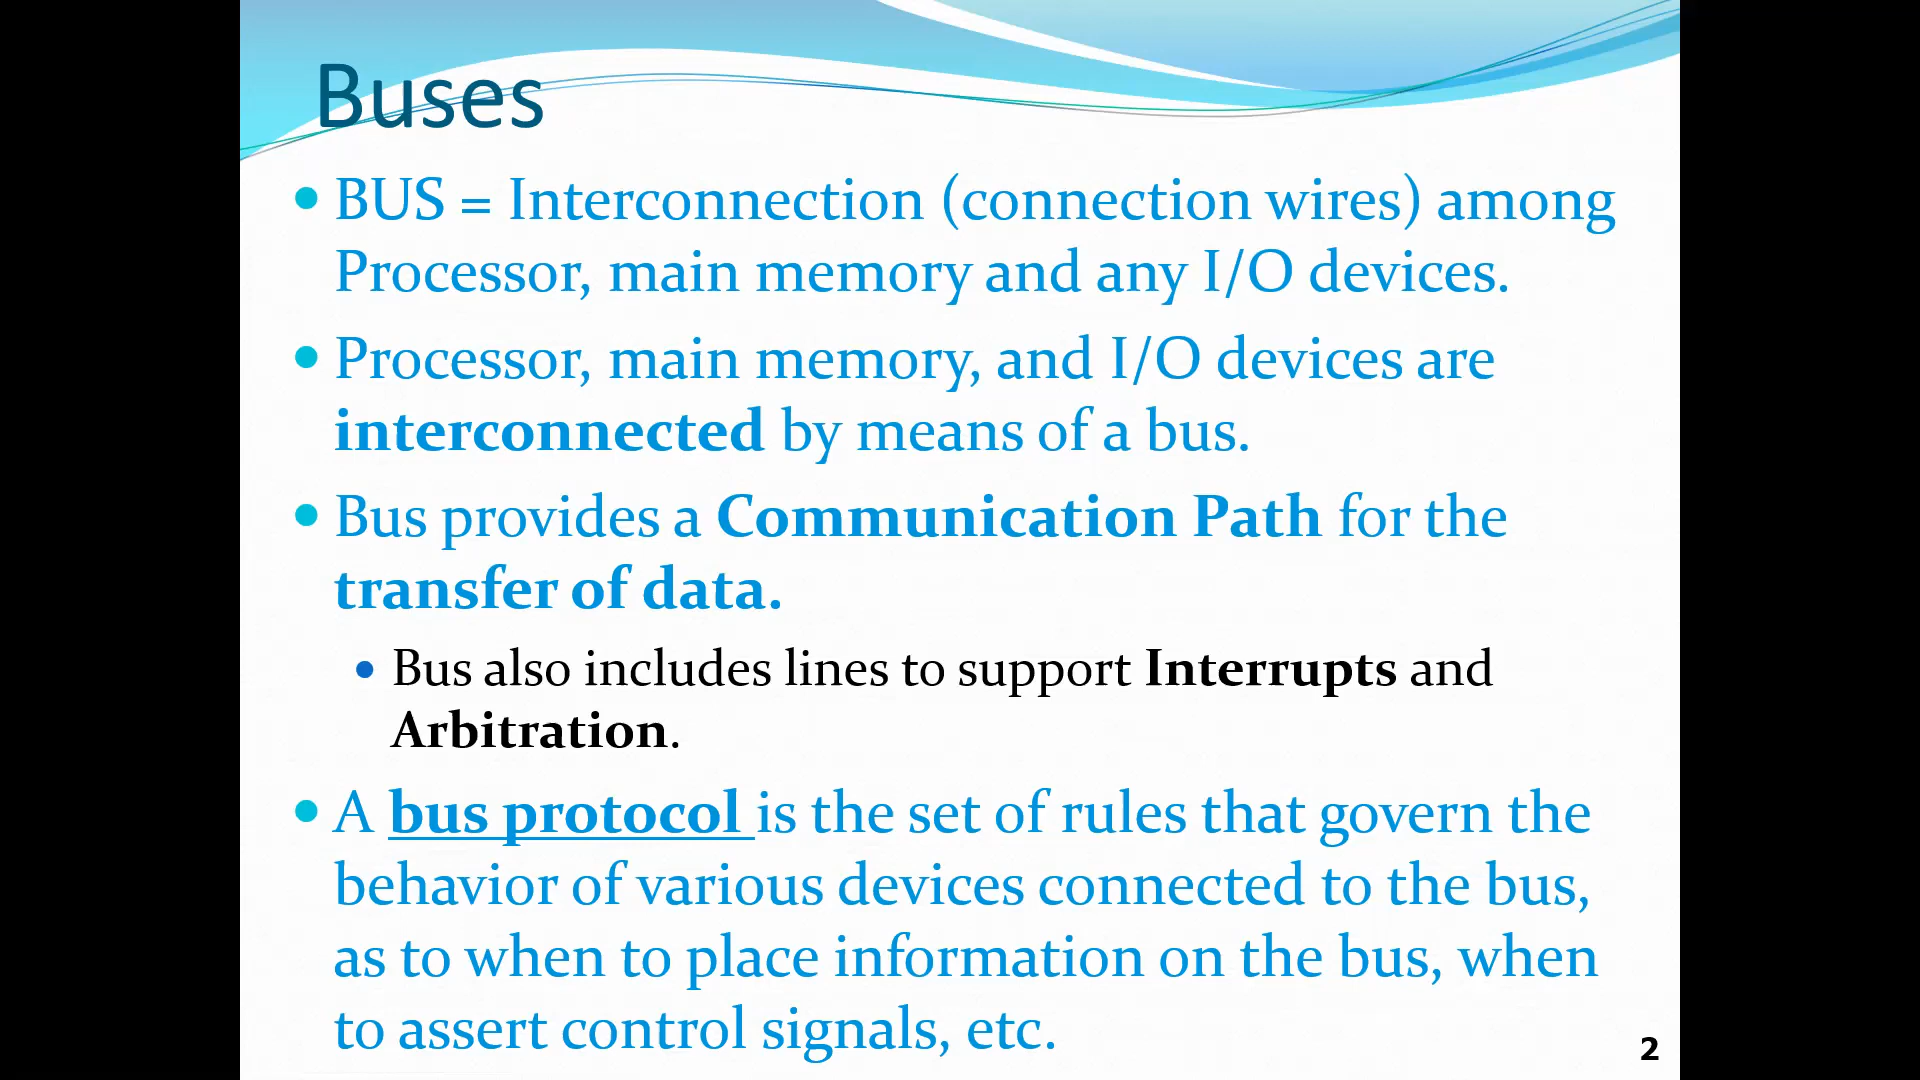 Buses
• BUS = Interconnection (connection wires) among
Processor, main memory and any I/O devices.
• Processor, main memory, and I/O devices are
interconnected by means of a bus.
• Bus provides a Communication Path for the
transfer of data.
• Bus also includes lines to support Interrupts and
Arbitration.
• A bus protocol is the set of rules that govern the
behavior of various devices connected to the bus,
as to when to place information on the bus, when
to assert control signals, etc.
2